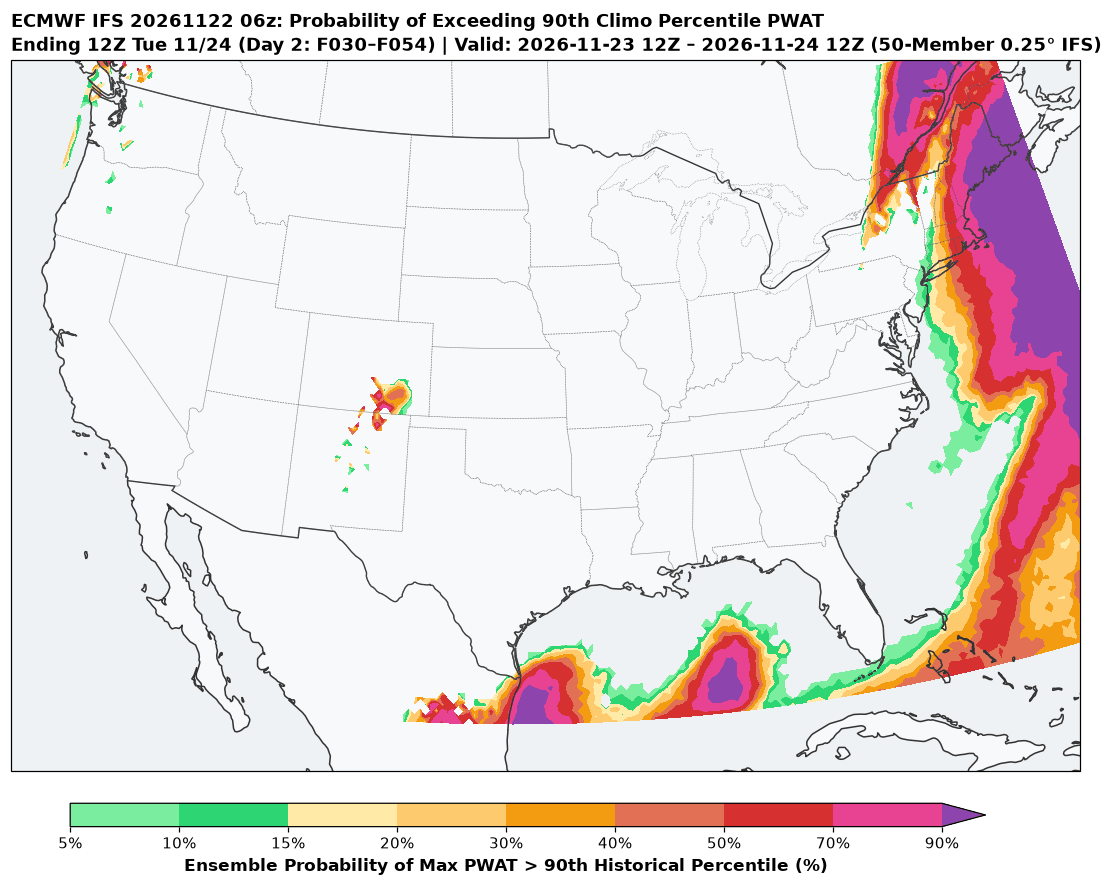 ECMWF IFS 20261122 06z: Probability of Exceeding 90th Climo Percentile PWAT
Ending 12Z Tue 11/24 (Day 2: F030–F054) | Valid: 2026-11-23 12Z – 2026-11-24 12Z (50-Member 0.25° IFS)
5% 10% 15% 20% 30% 40% 50% 70% 90%
Ensemble Probability of Max PWAT > 90th Historical Percentile (%)